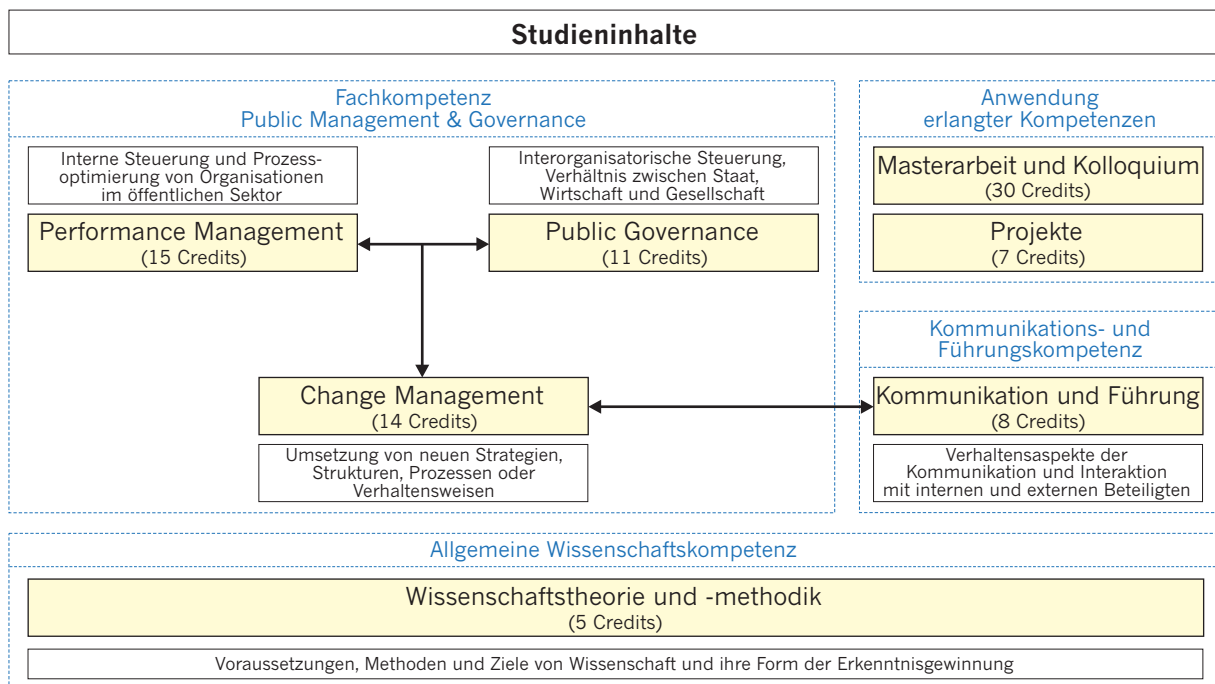 Studieninhalte
Fachkompetenz
Public Management & Governance
Interne Steuerung und Prozess-
optimierung von Organisationen
im öffentlichen Sektor
Performance Management
(15 Credits)
Interorganisatorische Steuerung,
Verhältnis zwischen Staat,
Wirtschaft und Gesellschaft
Public Governance
(11 Credits)
Change Management
(14 Credits)
Umsetzung von neuen Strategien,
Strukturen, Prozessen oder
Verhaltensweisen
Anwendung
erlangter Kompetenzen
Masterarbeit und Kolloquium
(30 Credits)
Projekte
(7 Credits)
Kommunikations- und
Führungskompetenz
Kommunikation und Führung
(8 Credits)
Verhaltensaspekte der
Kommunikation und Interaktion
mit internen und externen Beteiligten
Allgemeine Wissenschaftskompetenz
Wissenschaftstheorie und -methodik
(5 Credits)
Voraussetzungen, Methoden und Ziele von Wissenschaft und ihre Form der Erkenntnisgewinnung